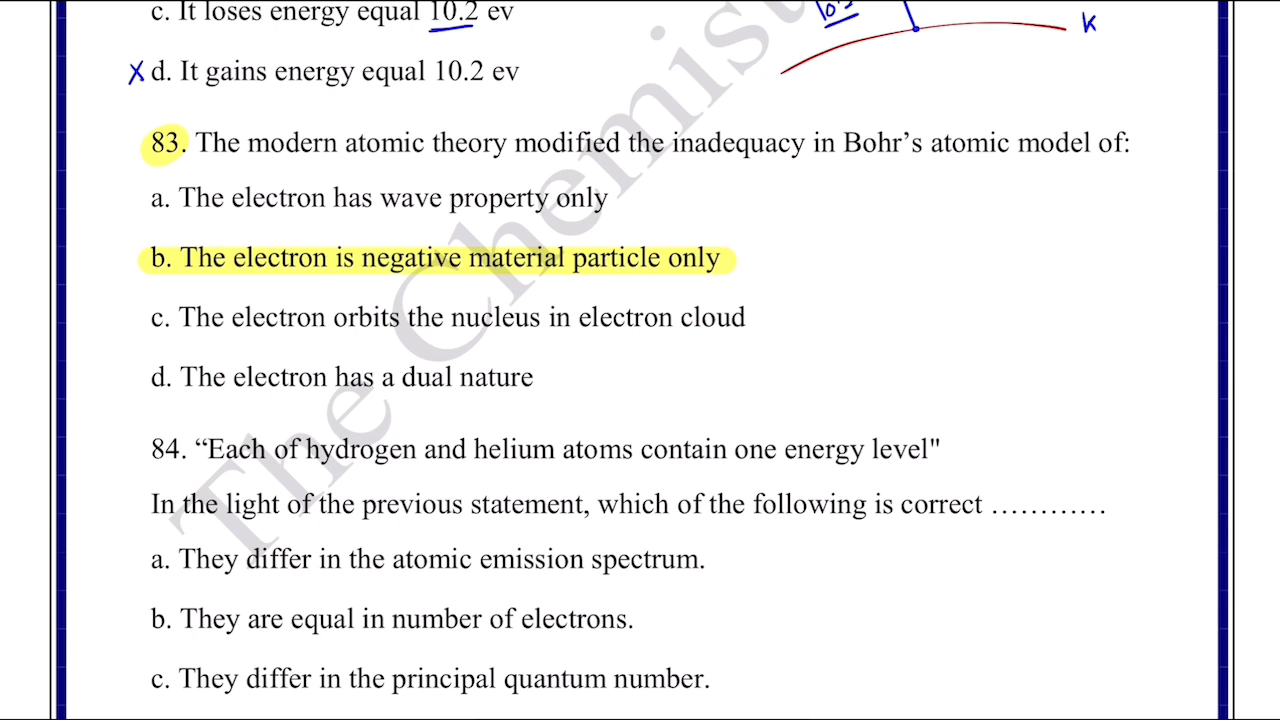 c. It loses energy equal 10.2 ev
10.2
K
X d. It gains energy equal 10.2 ev
83. The modern atomic theory modified the inadequacy in Bohr’s atomic model of:
a. The electron has wave property only
b. The electron is negative material particle only
c. The electron orbits the nucleus in electron cloud
d. The electron has a dual nature
84. “Each of hydrogen and helium atoms contain one energy level"
In the light of the previous statement, which of the following is correct …………
a. They differ in the atomic emission spectrum.
b. They are equal in number of electrons.
c. They differ in the principal quantum number.
The Chemist